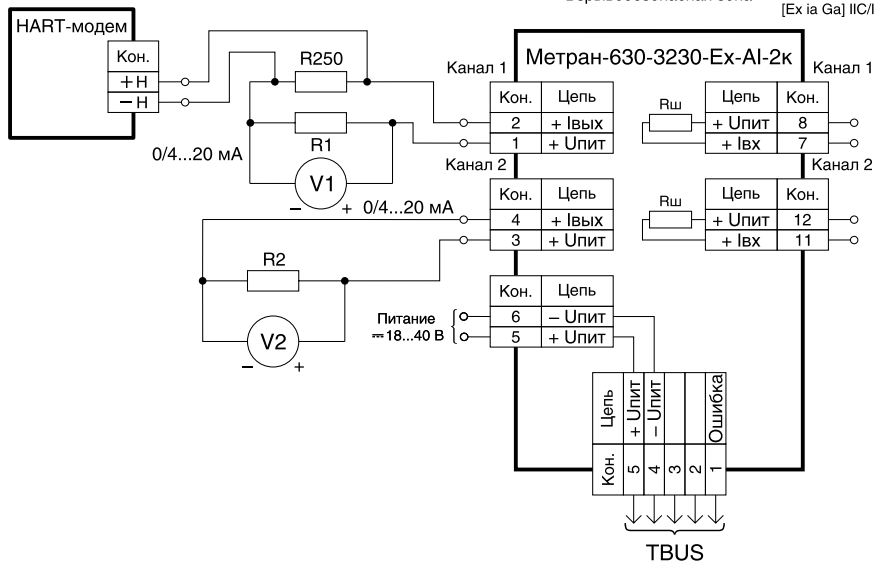 [Ex ia Ga] IIC/I
HART-модем
Кон.
+H
−H
R250
R1
0/4...20 мА
V1
− +
0/4...20 мА
R2
V2
− +
Метран-630-3230-Ex-AI-2к
Канал 1
Кон. Цепь
2 + Iвых
1 + Uпит
Канал 2
Кон. Цепь
4 + Iвых
3 + Uпит
Кон. Цепь
6 − Uпит
5 + Uпит
Питание
18...40 В
Канал 1
Rш
Цепь Кон.
+ Uпит 8
+ Iвх 7
Канал 2
Rш
Цепь Кон.
+ Uпит 12
+ Iвх 11
Цепь + Uпит − Uпит Ошибка
Кон. 5 4 3 2 1
TBUS